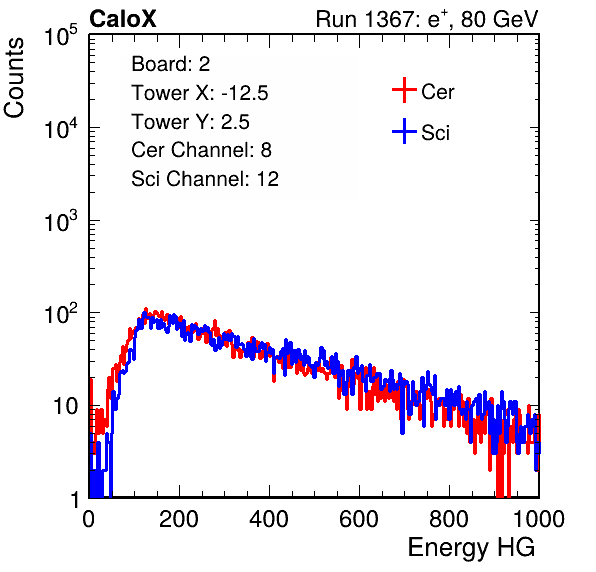 CaloX Run 1367: e⁺, 80 GeV
Counts
Board: 2
Tower X: -12.5
Tower Y: 2.5
Cer Channel: 8
Sci Channel: 12
Cer
Sci
10⁵
10⁴
10³
10²
10
1
0 200 400 600 800 1000
Energy HG